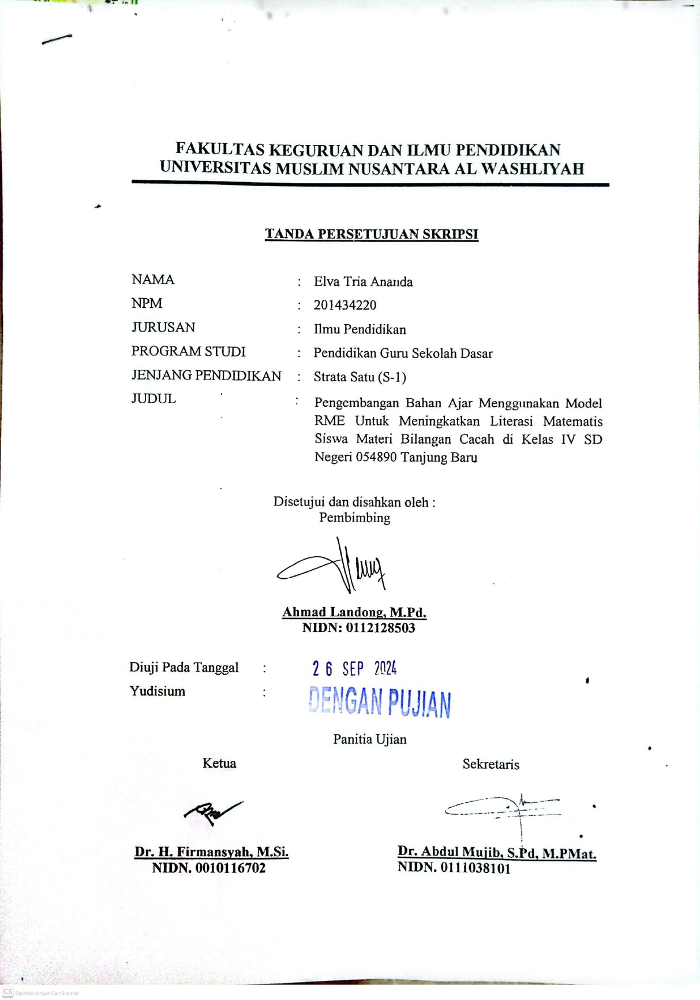 FAKULTAS KEGURUAN DAN ILMU PENDIDIKAN
UNIVERSITAS MUSLIM NUSANTARA AL WASHLIYAH
TANDA PERSETUJUAN SKRIPSI
NAMA : Elva Tria Ananda
NPM : 201434220
JURUSAN : Ilmu Pendidikan
PROGRAM STUDI : Pendidikan Guru Sekolah Dasar
JENJANG PENDIDIKAN : Strata Satu (S-1)
JUDUL : Pengembangan Bahan Ajar Menggunakan Model
RME Untuk Meningkatkan Literasi Matematis
Siswa Materi Bilangan Cacah di Kelas IV SD
Negeri 054890 Tanjung Baru
Disetujui dan disahkan oleh :
Pembimbing
Ahmad Landong, M.Pd.
NIDN: 0112128503
Diuji Pada Tanggal : 26 SEP 2024
Yudisium : DENGAN PUJIAN
Panitia Ujian
Ketua Sekretaris
Dr. H. Firmansyah, M.Si. Dr. Abdul Mujib, S.Pd, M.PMat.
NIDN. 0010116702 NIDN. 0111038101
CS Dipindai dengan CamScanner